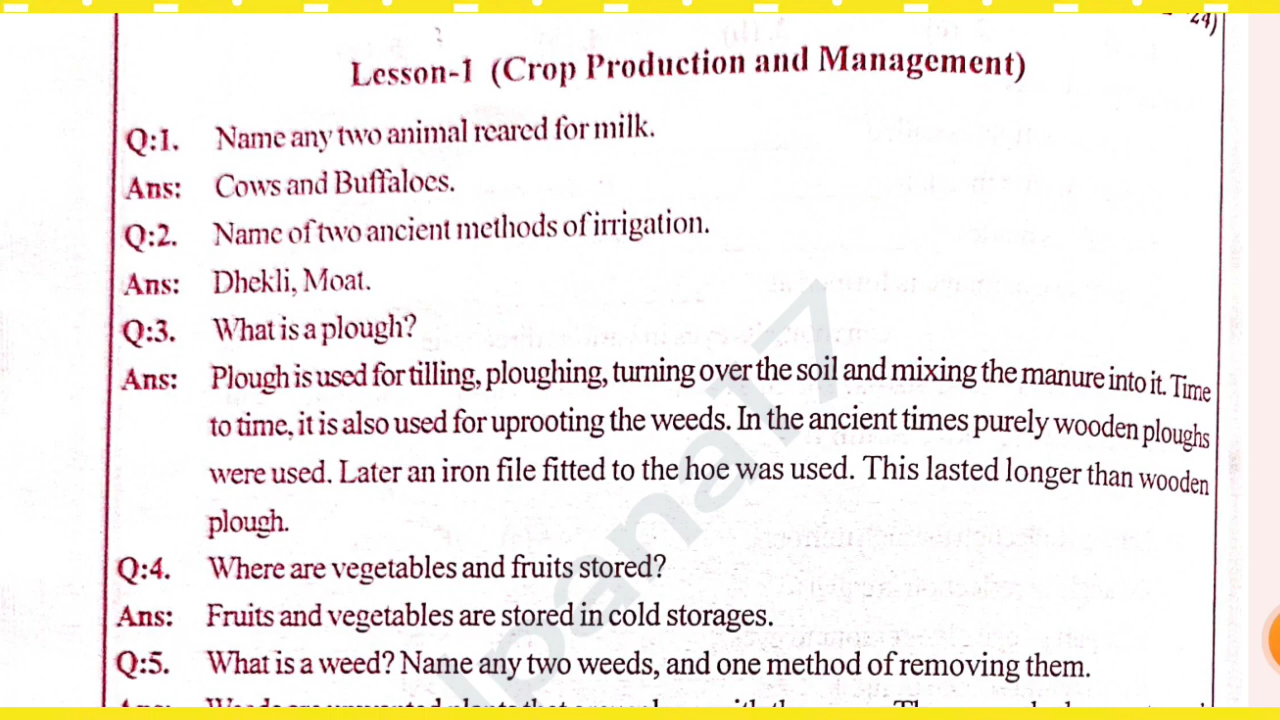 24)
Lesson-1 (Crop Production and Management)
Q:1. Name any two animal reared for milk.
Ans: Cows and Buffaloes.
Q:2. Name of two ancient methods of irrigation.
Ans: Dhekli, Moat.
Q:3. What is a plough?
Ans: Plough is used for tilling, ploughing, turning over the soil and mixing the manure into it. Time
to time, it is also used for uprooting the weeds. In the ancient times purely wooden ploughs
were used. Later an iron file fitted to the hoe was used. This lasted longer than wooden
plough.
Q:4. Where are vegetables and fruits stored?
Ans: Fruits and vegetables are stored in cold storages.
Q:5. What is a weed? Name any two weeds, and one method of removing them.